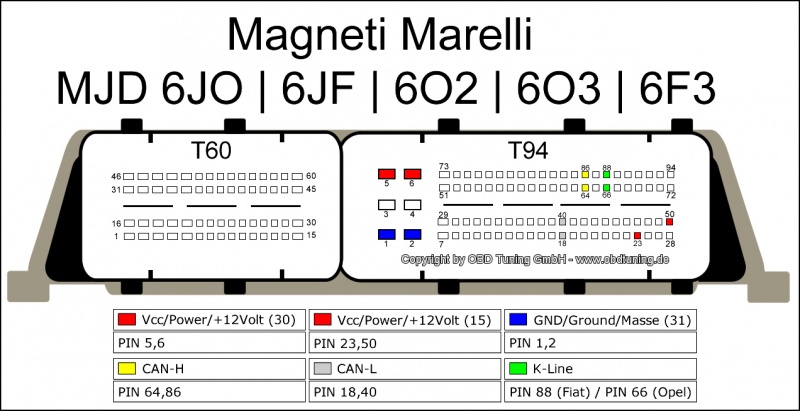 Magneti Marelli
MJD 6JO | 6JF | 6O2 | 6O3 | 6F3
T60
T94
46 60
31 45
16 30
1 15
5 6
3 4
1 2
73 86 88 94
51 64 66 72
29 40 50
7 18 23 28
Copyright by OBD Tuning GmbH - www.obdtuning.de
Vcc/Power/+12Volt (30) Vcc/Power/+12Volt (15) GND/Ground/Masse (31)
PIN 5,6 PIN 23,50 PIN 1,2
CAN-H CAN-L K-Line
PIN 64,86 PIN 18,40 PIN 88 (Fiat) / PIN 66 (Opel)